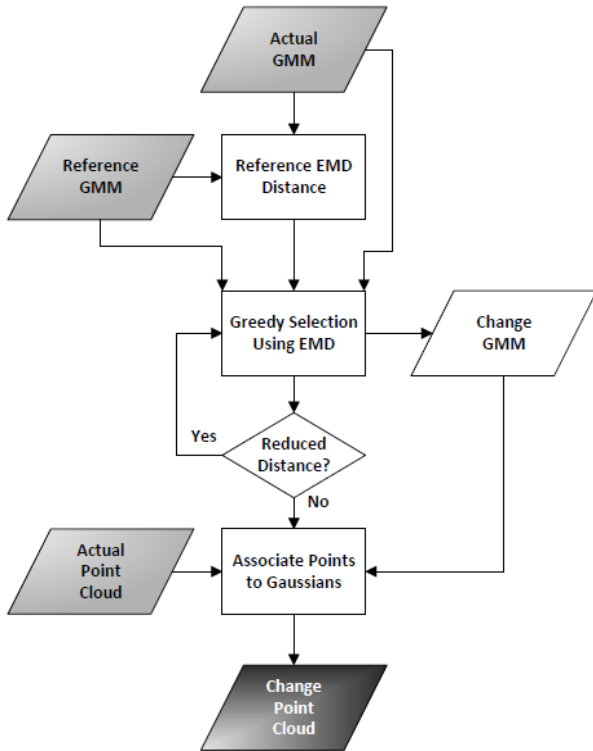 Actual
GMM
Reference
GMM
Reference EMD
Distance
Greedy Selection
Using EMD
Change
GMM
Yes
Reduced
Distance?
No
Actual
Point
Cloud
Associate Points
to Gaussians
Change
Point
Cloud